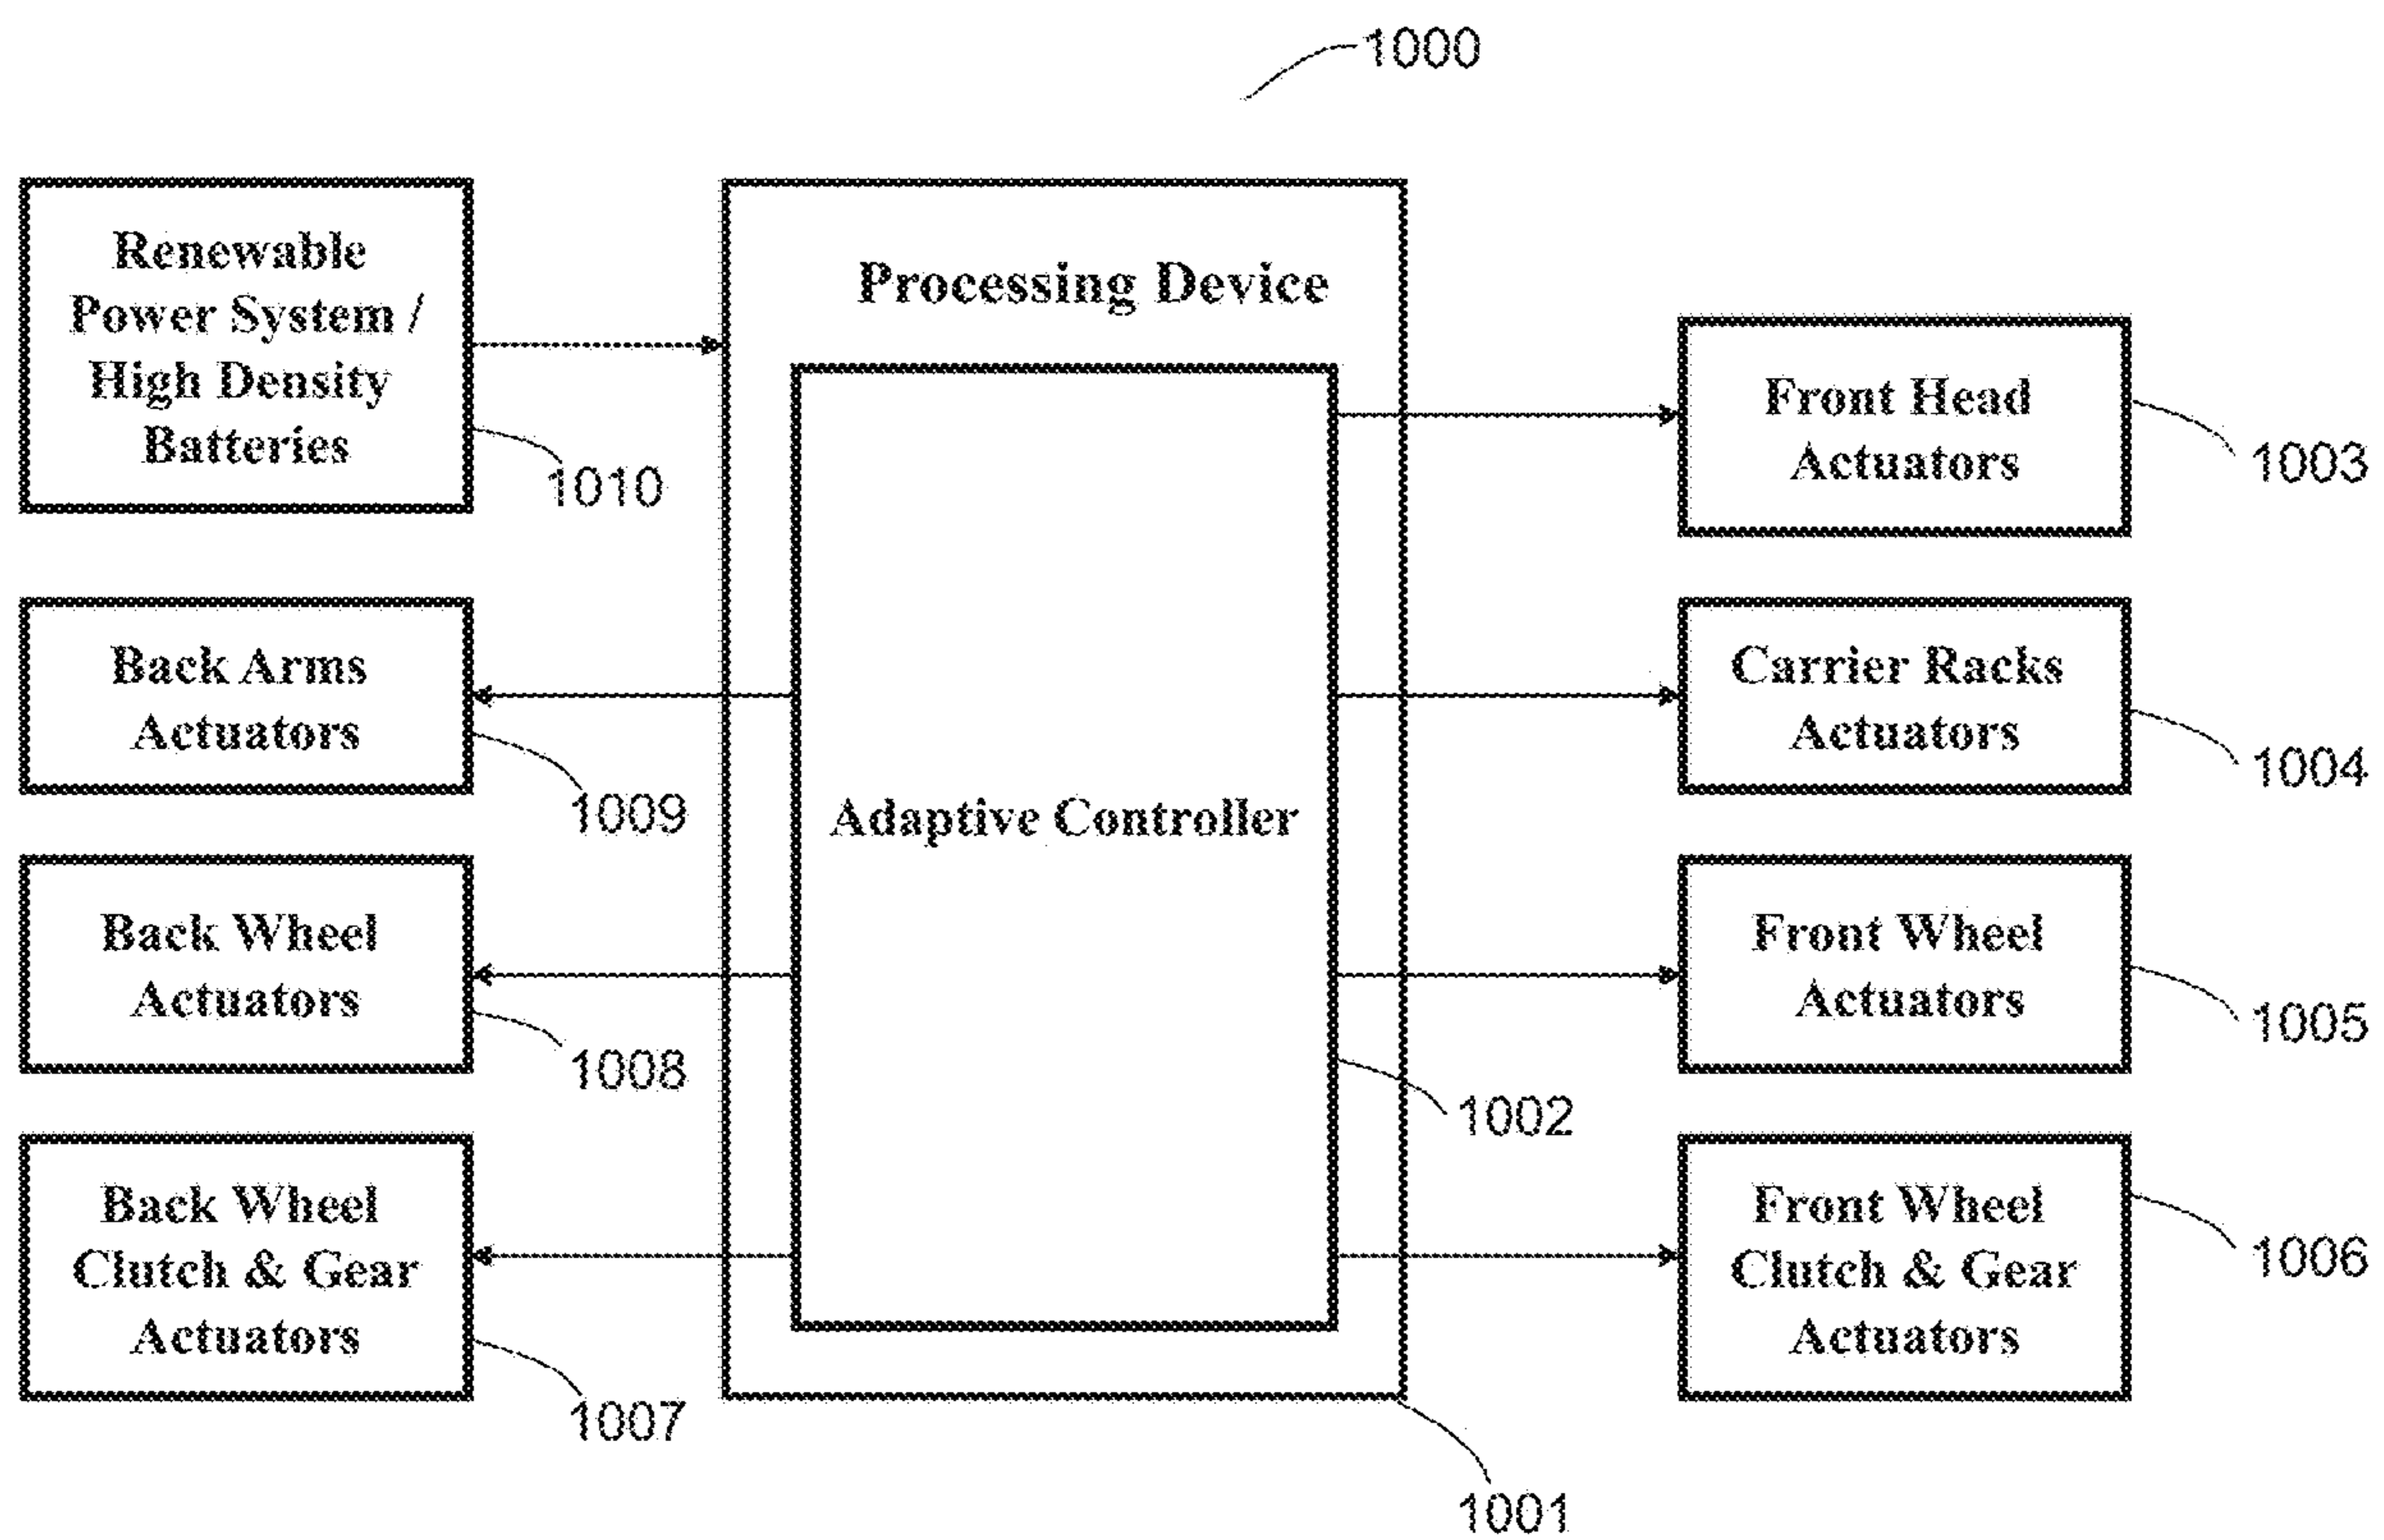 1000
Renewable
Power System /
High Density
Batteries
1010
Processing Device
Front Head
Actuators
1003
Back Arms
Actuators
1009
Adaptive Controller
Carrier Racks
Actuators
1004
Back Wheel
Actuators
1008
Front Wheel
Actuators
1005
1002
Back Wheel
Clutch & Gear
Actuators
1007
Front Wheel
Clutch & Gear
Actuators
1006
1001